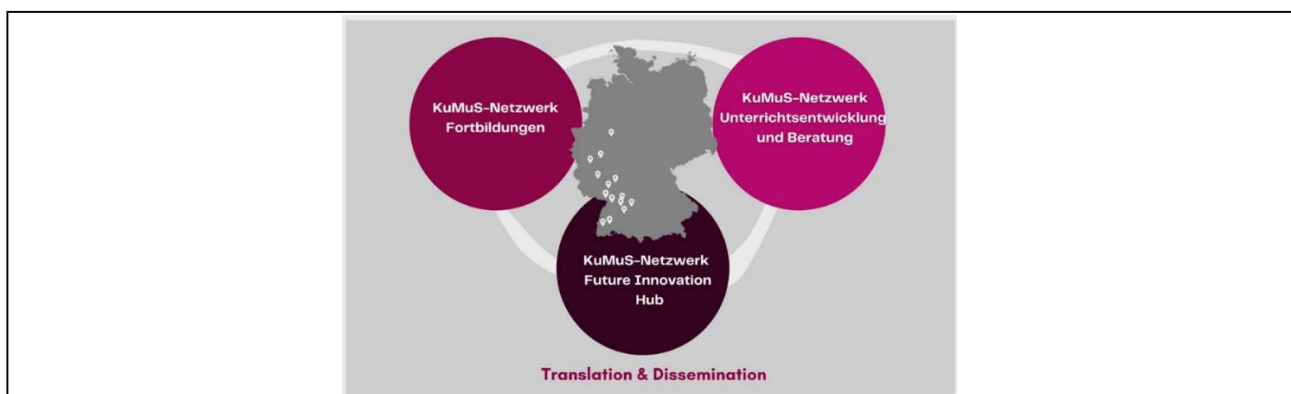 KuMuS-Netzwerk
Fortbildungen
KuMuS-Netzwerk
Unterrichtsentwicklung
und Beratung
KuMuS-Netzwerk
Future Innovation
Hub
Translation & Dissemination